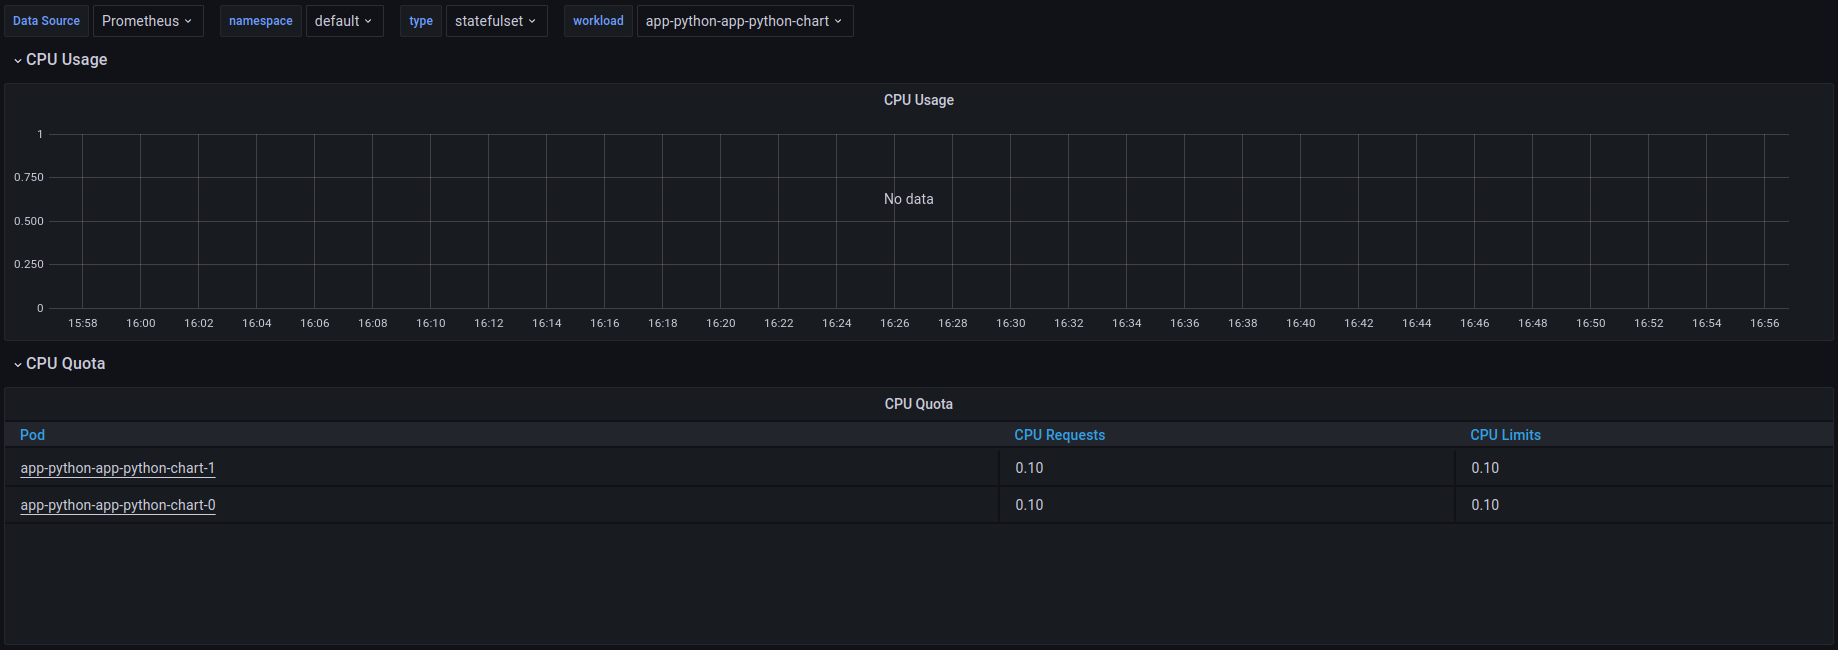 Data Source Prometheus namespace default type statefulset workload app-python-app-python-chart
CPU Usage
CPU Usage
1
0.750
No data
0.500
0.250
0
15:58 16:00 16:02 16:04 16:06 16:08 16:10 16:12 16:14 16:16 16:18 16:20 16:22 16:24 16:26 16:28 16:30 16:32 16:34 16:36 16:38 16:40 16:42 16:44 16:46 16:48 16:50 16:52 16:54 16:56
CPU Quota
CPU Quota
Pod CPU Requests CPU Limits
app-python-app-python-chart-1 0.10 0.10
app-python-app-python-chart-0 0.10 0.10